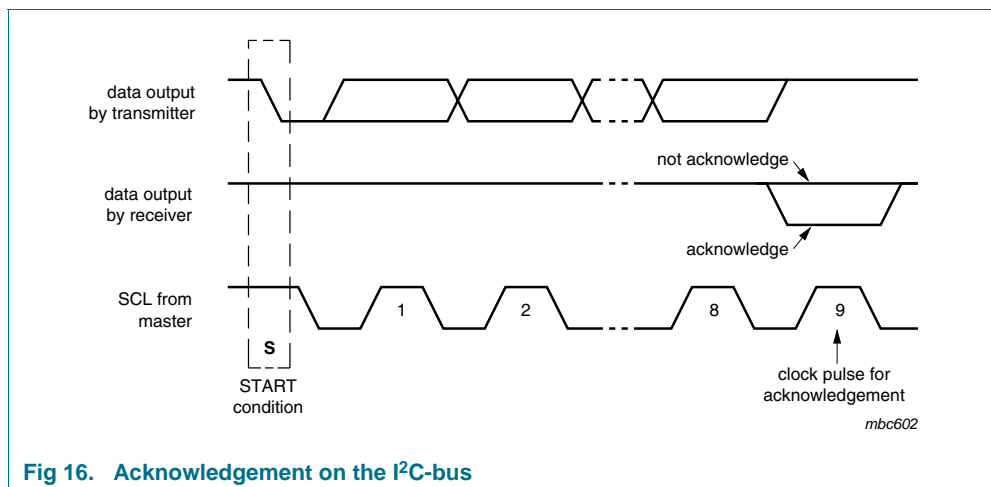 data output
by transmitter
not acknowledge
data output
by receiver
acknowledge
SCL from
master
1
2
8
9
S
START
condition
clock pulse for
acknowledgement
mbc602
Fig 16. Acknowledgement on the I²C-bus